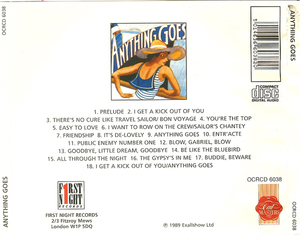 OCRCD 6038
ANYTHING GOES
ANYTHING GOES
1. PRELUDE 2. I GET A KICK OUT OF YOU
3. THERE'S NO CURE LIKE TRAVEL SAILOR/ BON VOYAGE 4. YOU'RE THE TOP
5. EASY TO LOVE 6. I WANT TO ROW ON THE CREW/SAILOR'S CHANTEY
7. FRIENDSHIP 8. IT'S DE-LOVELY 9. ANYTHING GOES 10. ENTR'ACTE
11. PUBLIC ENEMY NUMBER ONE 12. BLOW, GABRIEL, BLOW
13. GOODBYE, LITTLE DREAM, GOODBYE 14. BE LIKE THE BLUEBIRD
15. ALL THROUGH THE NIGHT 16. THE GYPSY'S IN ME 17. BUDDIE, BEWARE
18. I GET A KICK OUT OF YOU/ANYTHING GOES
COMPACT
disc
DIGITAL AUDIO
F1RST
NIGHT
RECORDS
FIRST NIGHT RECORDS
2/3 Fitzroy Mews
London W1P 5DQ
℗ 1989 Exallshow Ltd
OCRCD 6038
ANYTHING GOES
OCRCD 6038